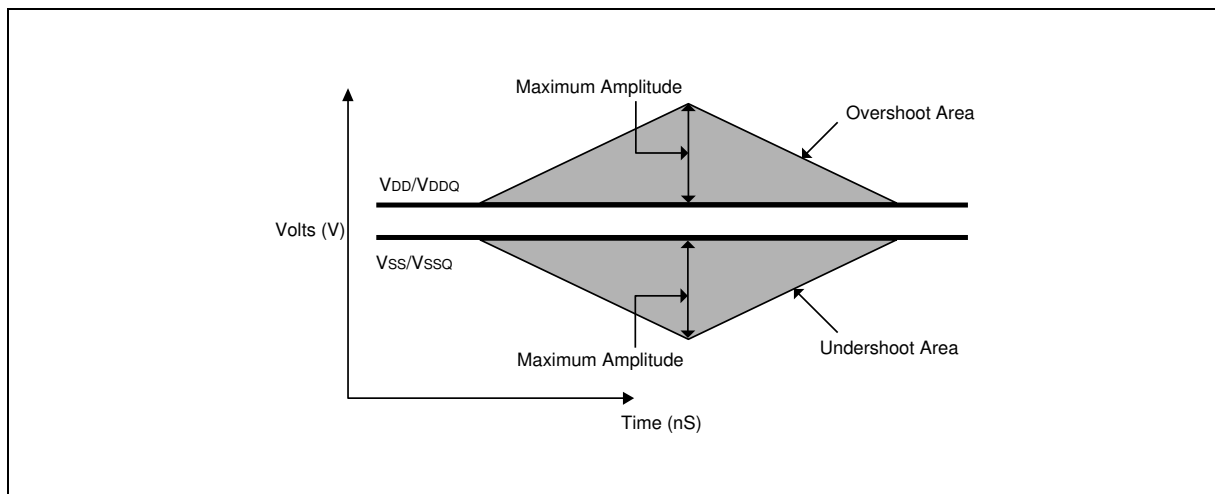 Maximum Amplitude
Overshoot Area
VDD/VDDQ
Volts (V)
VSS/VSSQ
Maximum Amplitude
Undershoot Area
Time (nS)